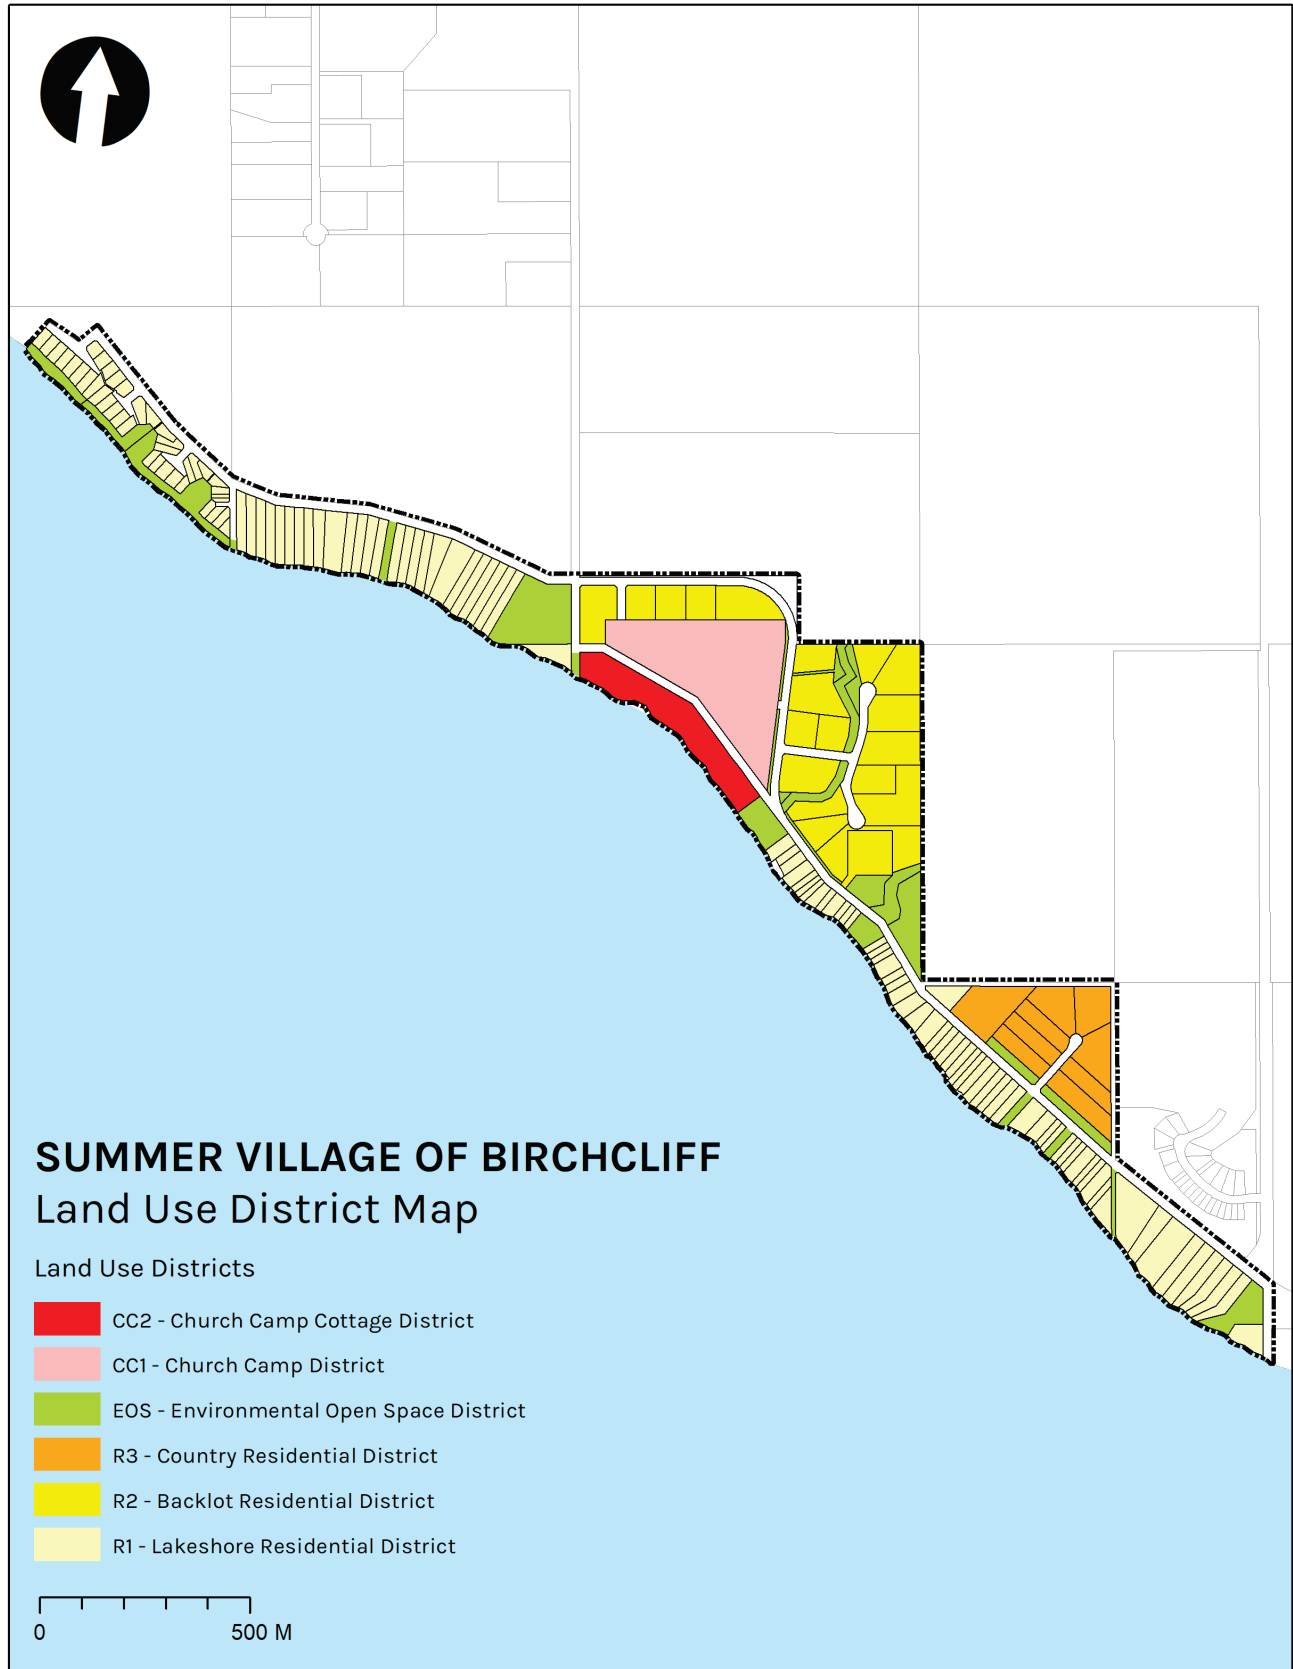 SUMMER VILLAGE OF BIRCHCLIFF
Land Use District Map
Land Use Districts
CC2 - Church Camp Cottage District
CC1 - Church Camp District
EOS - Environmental Open Space District
R3 - Country Residential District
R2 - Backlot Residential District
R1 - Lakeshore Residential District
0 500 M